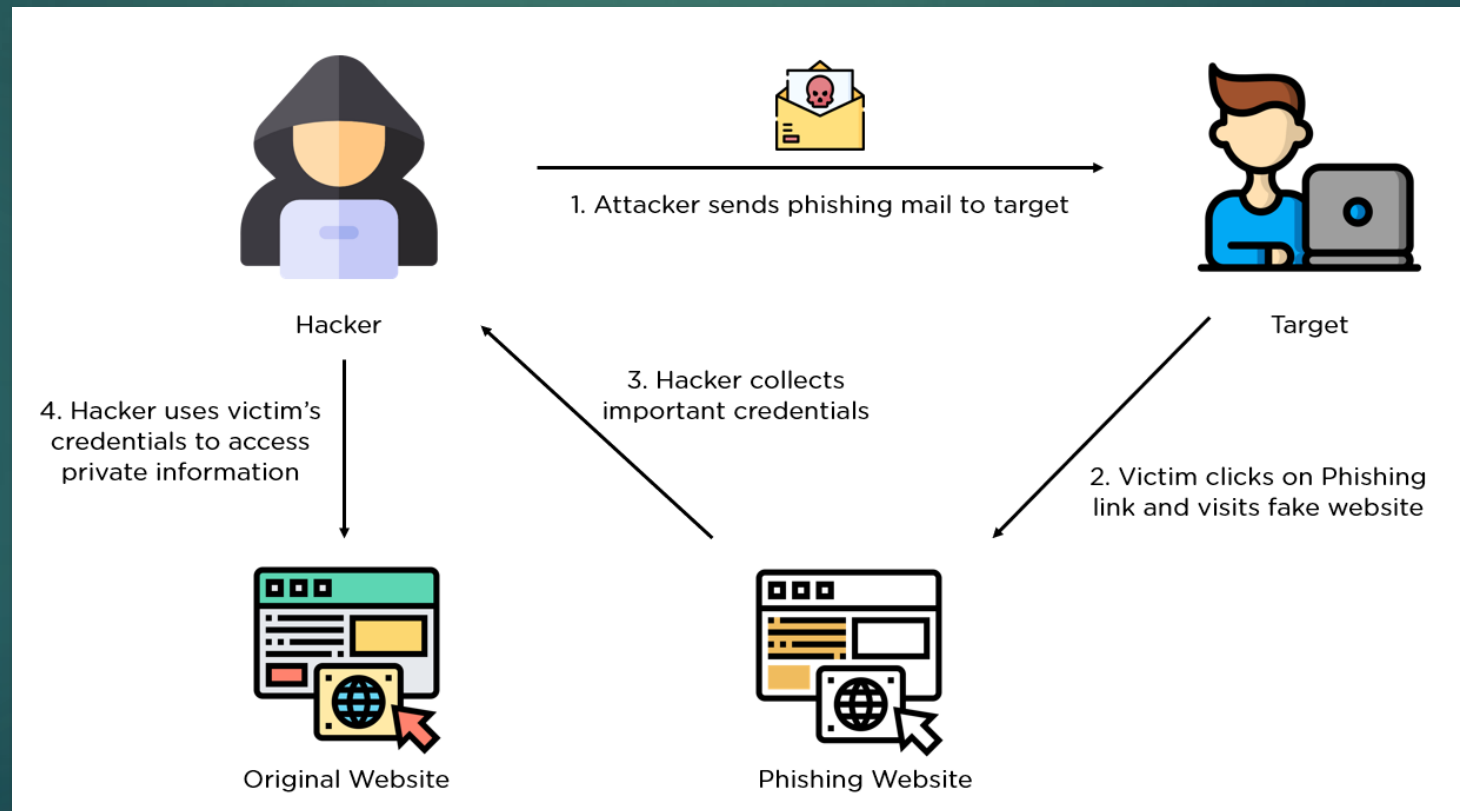 1. Attacker sends phishing mail to target
Hacker
Target
3. Hacker collects
important credentials
4. Hacker uses victim’s
credentials to access
private information
2. Victim clicks on Phishing
link and visits fake website
Original Website
Phishing Website